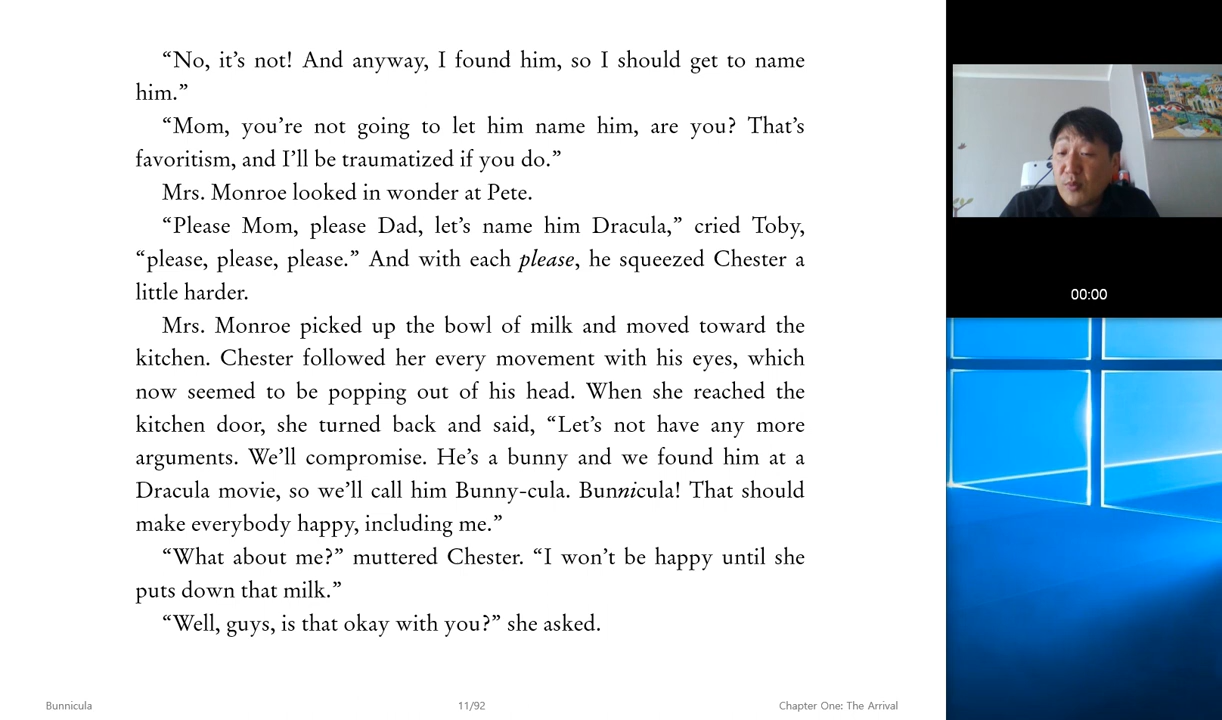 “No, it’s not! And anyway, I found him, so I should get to name
him.”
“Mom, you’re not going to let him name him, are you? That’s
favoritism, and I’ll be traumatized if you do.”
Mrs. Monroe looked in wonder at Pete.
“Please Mom, please Dad, let’s name him Dracula,” cried Toby,
“please, please, please.” And with each please, he squeezed Chester a
little harder.
Mrs. Monroe picked up the bowl of milk and moved toward the
kitchen. Chester followed her every movement with his eyes, which
now seemed to be popping out of his head. When she reached the
kitchen door, she turned back and said, “Let’s not have any more
arguments. We’ll compromise. He’s a bunny and we found him at a
Dracula movie, so we’ll call him Bunny-cula. Bunnicula! That should
make everybody happy, including me.”
“What about me?” muttered Chester. “I won’t be happy until she
puts down that milk.”
“Well, guys, is that okay with you?” she asked.
Bunnicula
11/92
Chapter One: The Arrival
00:00